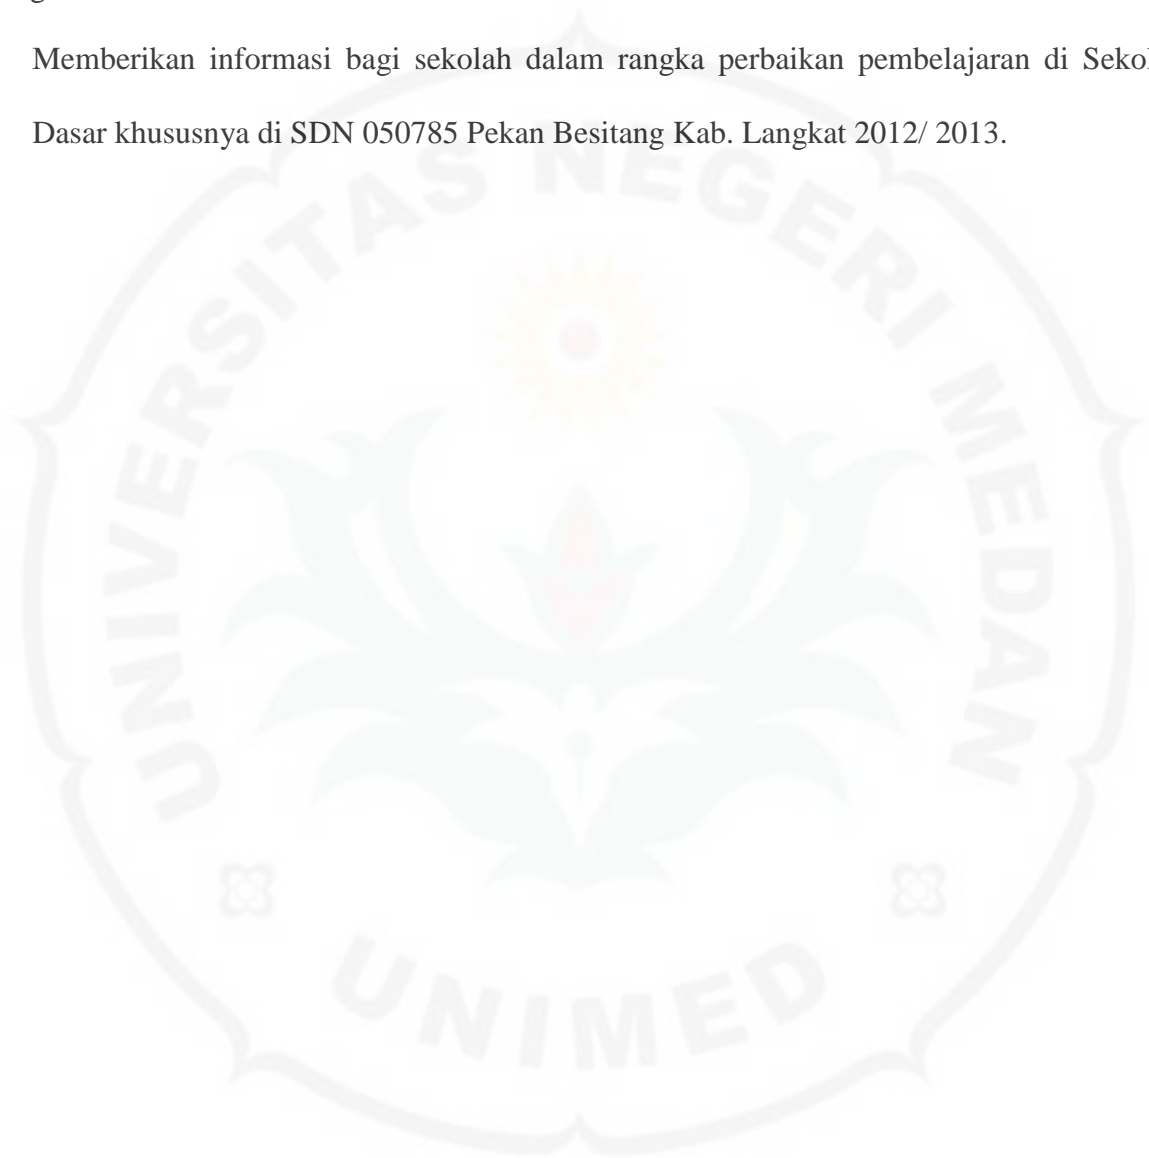 Memberikan informasi bagi sekolah dalam rangka perbaikan pembelajaran di
Dasar khususnya di SDN 050785 Pekan Besitang Kab. Langkat 2012/ 2013.
UNIVERSITAS NEGERI MEDAN
UNIMED